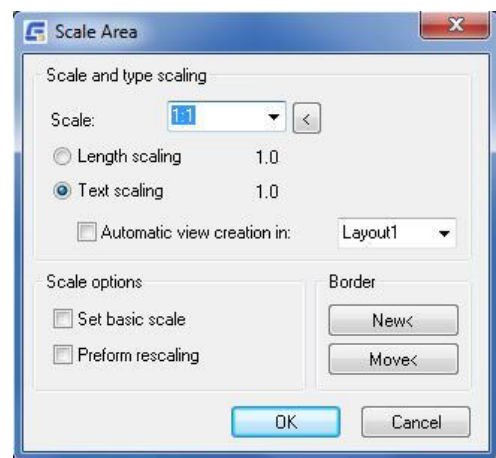 Scale Area
Scale and type scaling
Scale: 1:1 <
Length scaling 1.0
Text scaling 1.0
Automatic view creation in: Layout1
Scale options
Set basic scale
Preform rescaling
Border
New<
Move<
OK Cancel